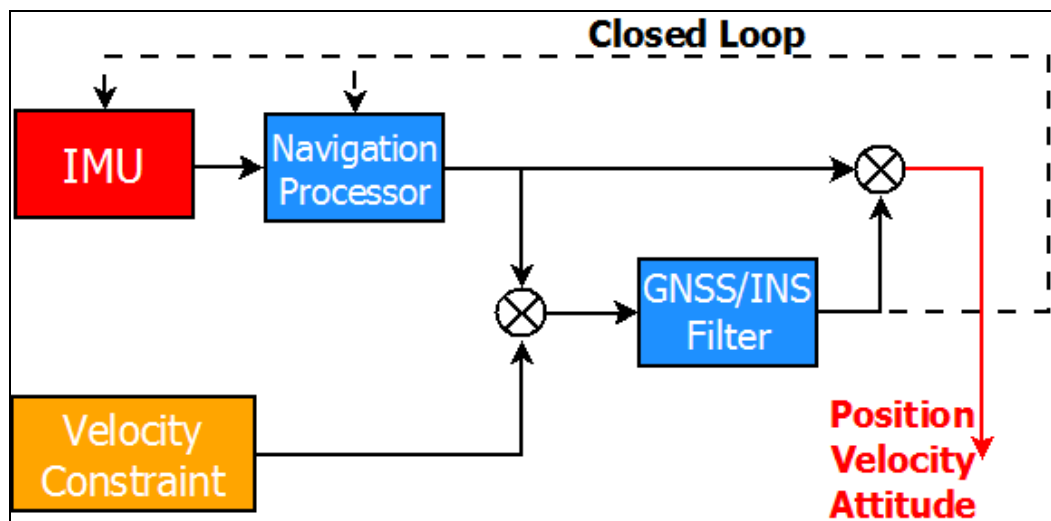 Closed Loop
IMU
Navigation
Processor
GNSS/INS
Filter
Velocity
Constraint
Position
Velocity
Attitude